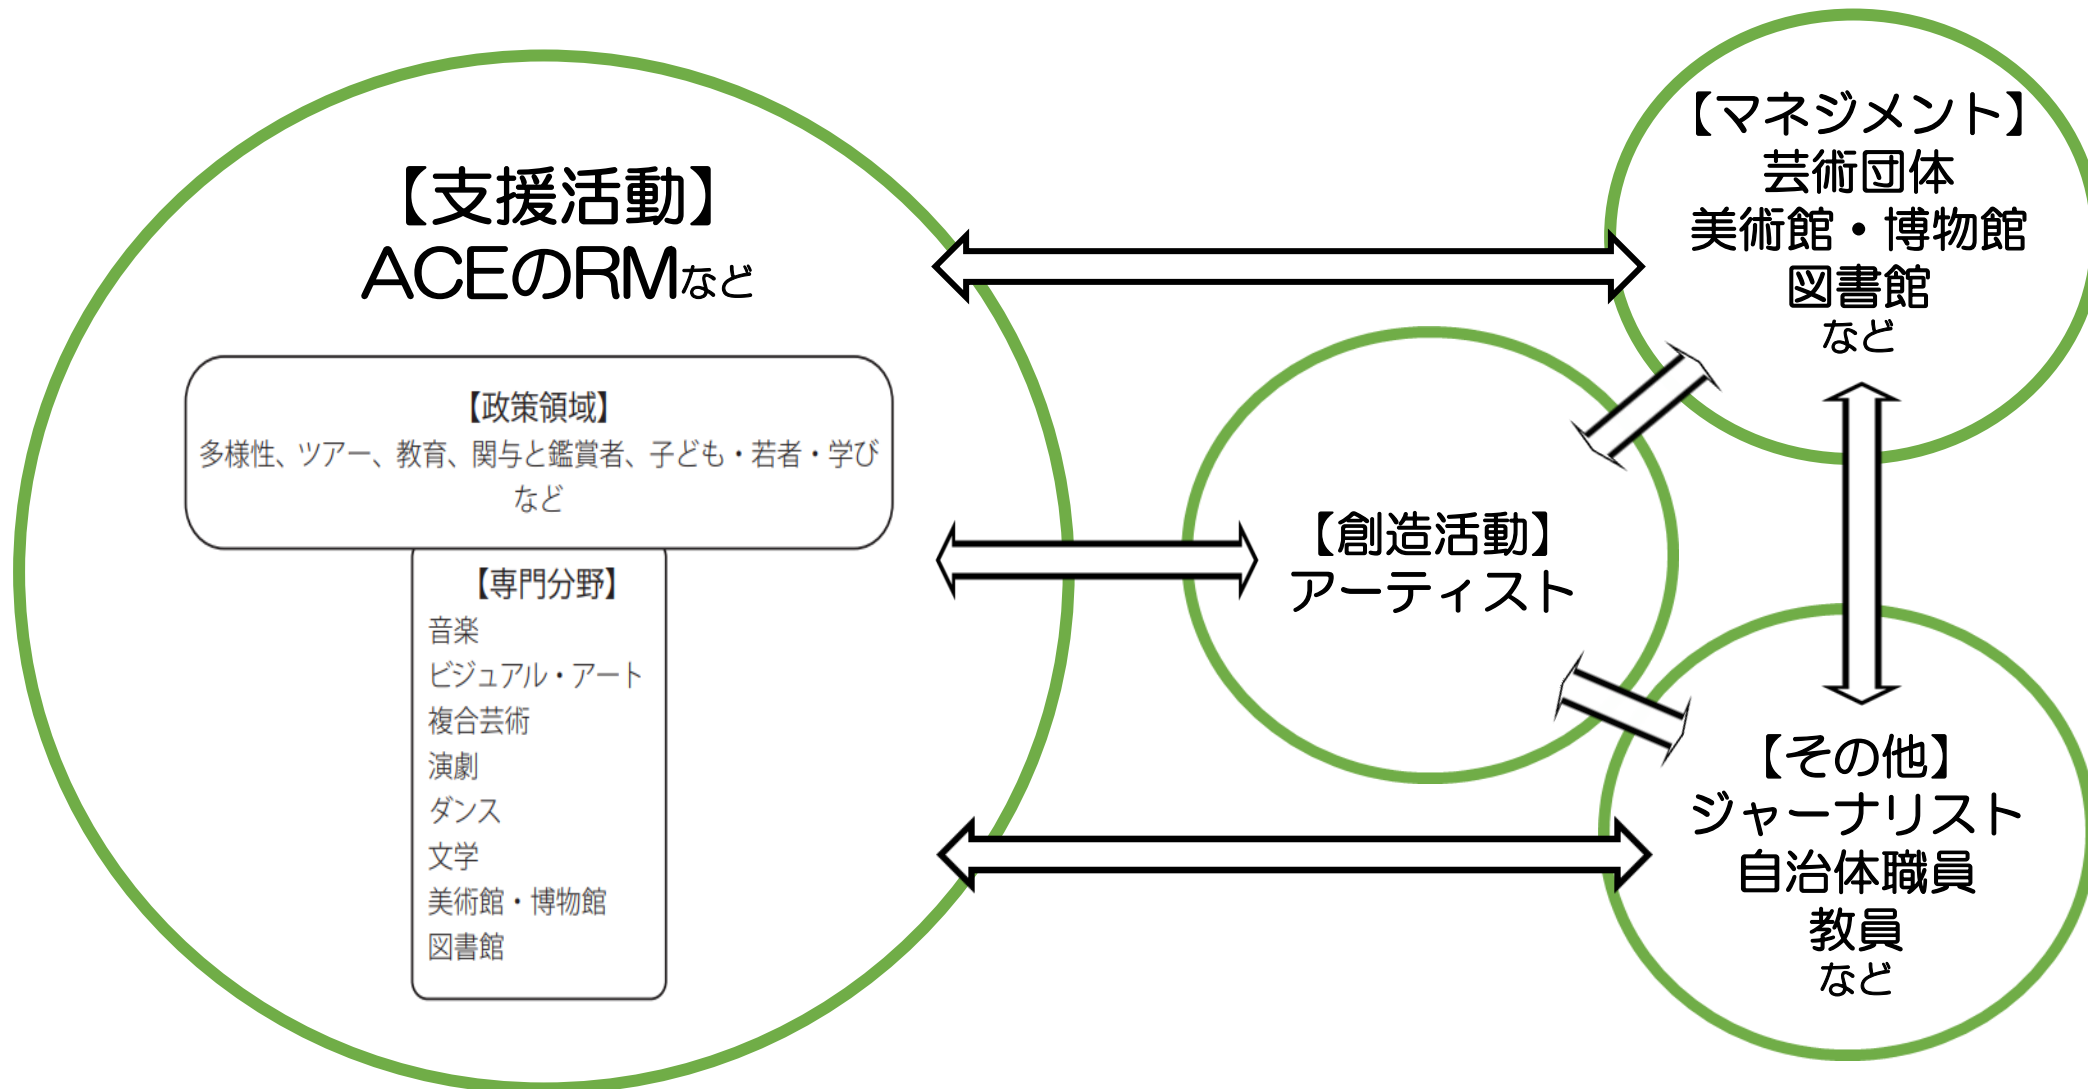 【支援活動】
ACEのRMなど
【政策領域】
多様性、ツアー、教育、関与と鑑賞者、子ども・若者・学び
など
【専門分野】
音楽
ビジュアル・アート
複合芸術
演劇
ダンス
文学
美術館・博物館
図書館
【創造活動】
アーティスト
【マネジメント】
芸術団体
美術館・博物館
図書館
など
【その他】
ジャーナリスト
自治体職員
教員
など